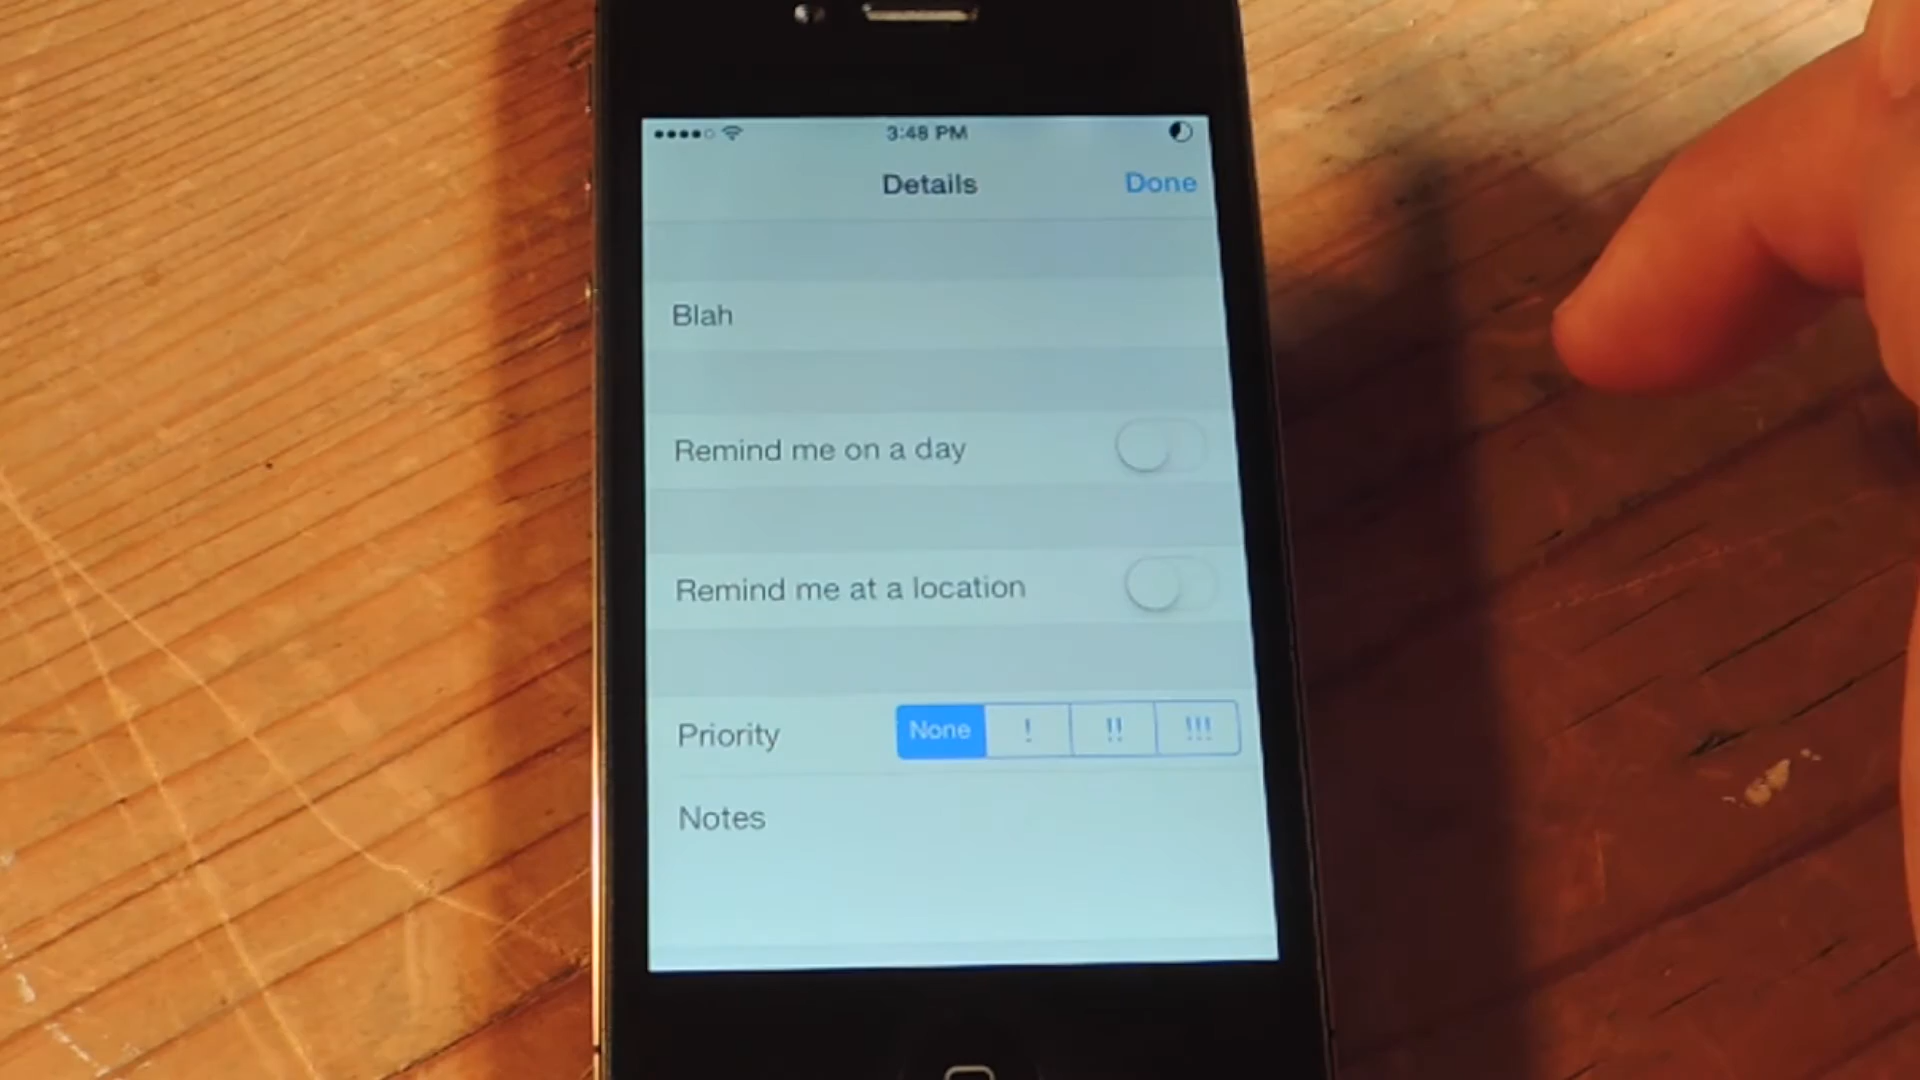 3:48 PM
Details Done
Blah
Remind me on a day
Remind me at a location
Priority None ! !! !!!
Notes